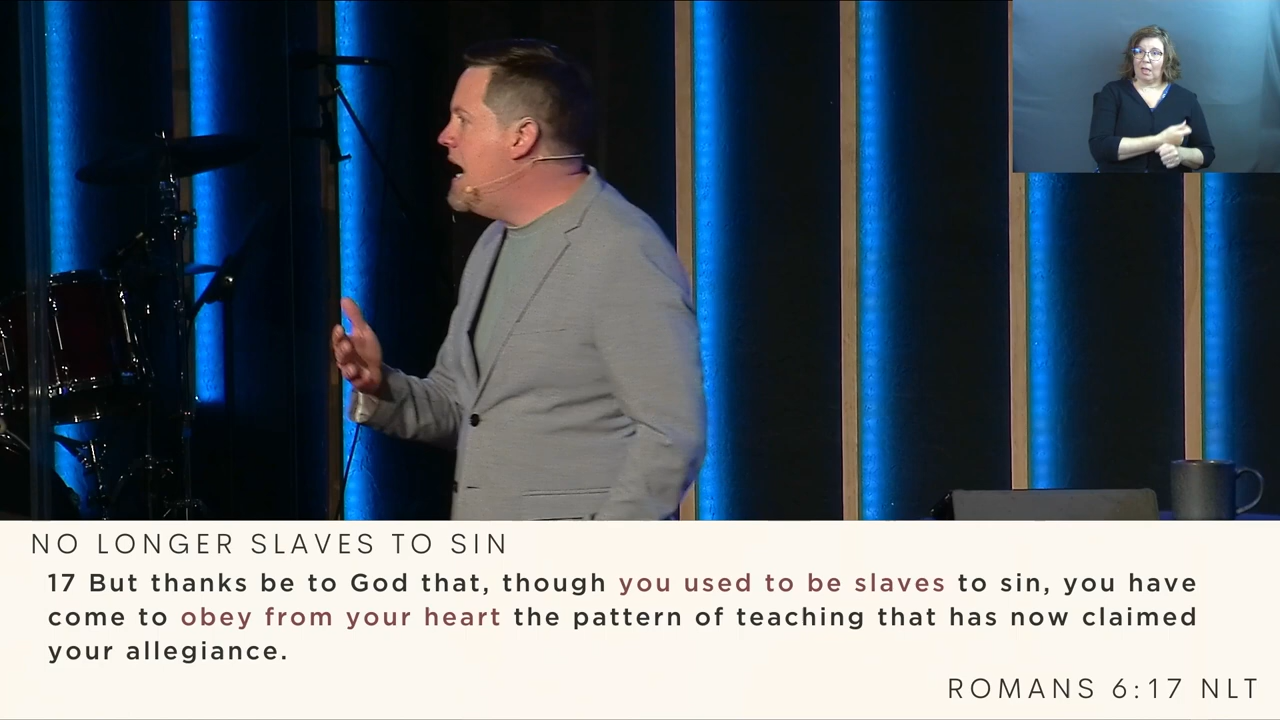 NO LONGER SLAVES TO SIN
17 But thanks be to God that, though you used to be slaves to sin, you have
come to obey from your heart the pattern of teaching that has now claimed
your allegiance.
ROMANS 6:17 NLT